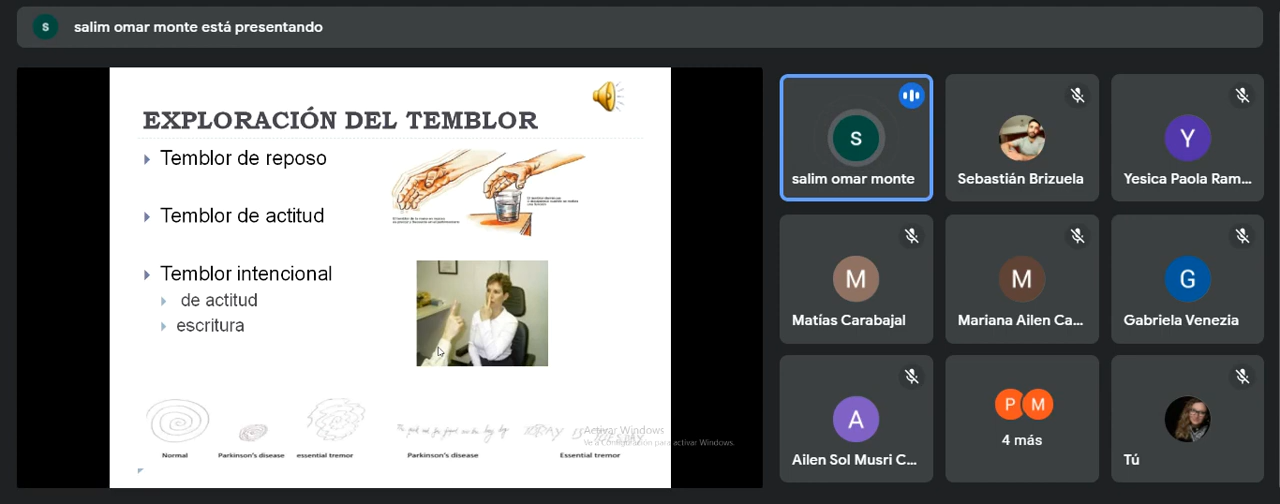 salim omar monte está presentando
EXPLORACIÓN DEL TEMBLOR
Temblor de reposo
Temblor de actitud
Temblor intencional
de actitud
escritura
Normal
Parkinson's disease
essential tremor
Parkinson's disease
Essential tremor
Activar Windows
Ve a Configuración para activar Windows.
S
salim omar monte
Sebastián Brizuela
Y
Yesica Paola Ram...
M
Matías Carabajal
M
Mariana Ailen Ca...
G
Gabriela Venezia
A
Ailen Sol Musri C...
P M
4 más
Tú